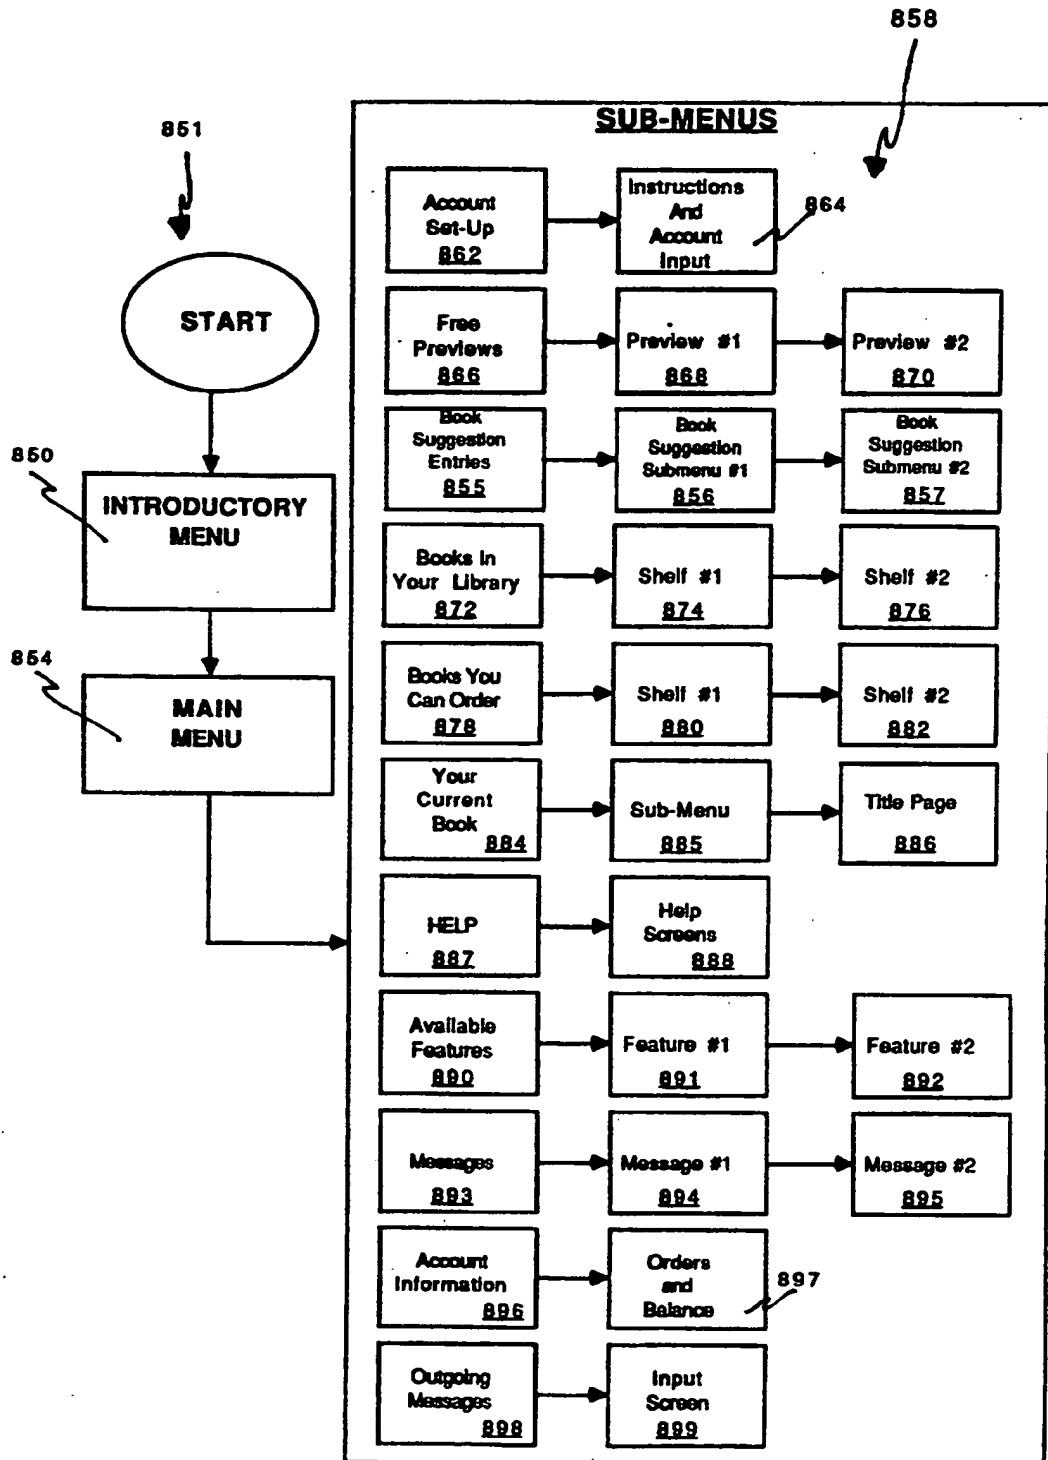 858
851
SUB-MENUS
START
850
INTRODUCTORY
MENU
854
MAIN
MENU
Account
Set-Up
862
Instructions
And
Account
Input
864
Free
Previews
866
Preview #1
868
Preview #2
870
Book
Suggestion
Entries
855
Book
Suggestion
Submenu #1
856
Book
Suggestion
Submenu #2
857
Books In
Your Library
872
Shelf #1
874
Shelf #2
876
Books You
Can Order
878
Shelf #1
880
Shelf #2
882
Your
Current
Book
884
Sub-Menu
885
Title Page
886
HELP
887
Help
Screens
888
Available
Features
890
Feature #1
891
Feature #2
892
Messages
893
Message #1
894
Message #2
895
Account
Information
896
Orders
and
Balance
897
Outgoing
Messages
898
Input
Screen
899